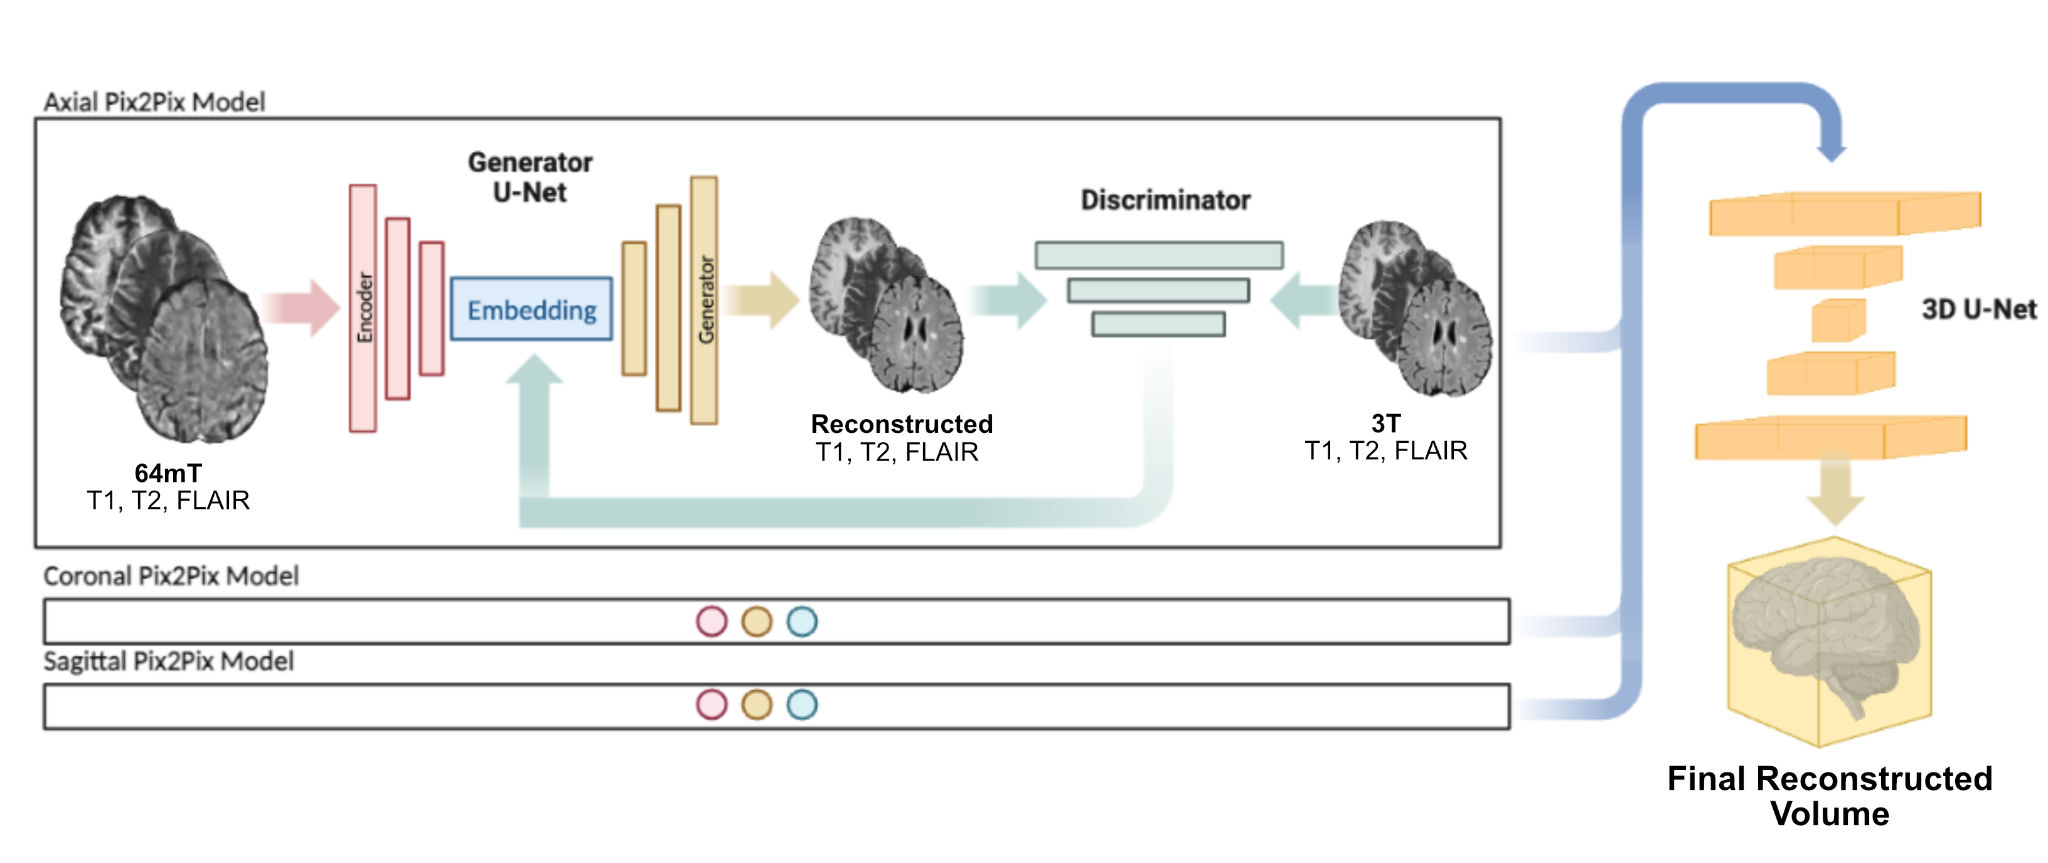 Axial Pix2Pix Model
Generator
U-Net
Discriminator
Encoder
Embedding
Generator
3D U-Net
Reconstructed
T1, T2, FLAIR
3T
T1, T2, FLAIR
64mT
T1, T2, FLAIR
Coronal Pix2Pix Model
Sagittal Pix2Pix Model
Final Reconstructed
Volume